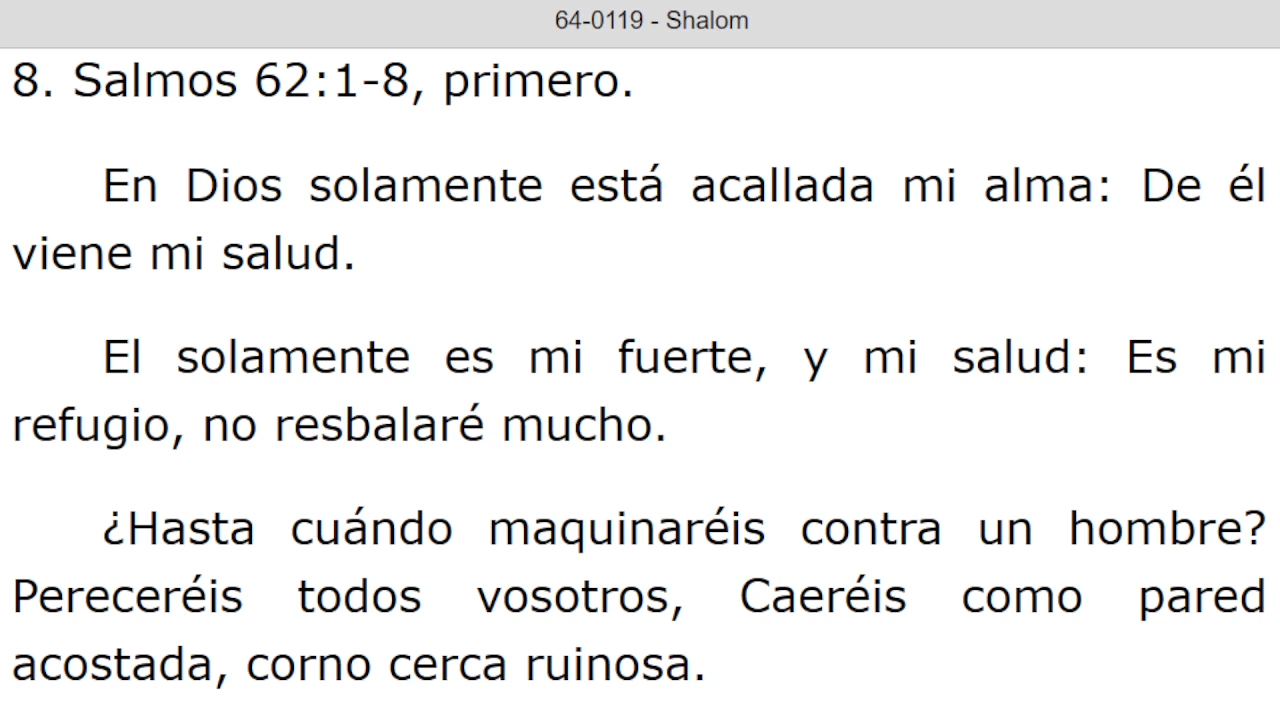 64-0119 - Shalom
8. Salmos 62:1-8, primero.
En Dios solamente está acallada mi alma: De él
viene mi salud.
El solamente es mi fuerte, y mi salud: Es mi
refugio, no resbalaré mucho.
¿Hasta cuándo maquinaréis contra un hombre?
Pereceréis todos vosotros, Caeréis como pared
acostada, corno cerca ruinosa.